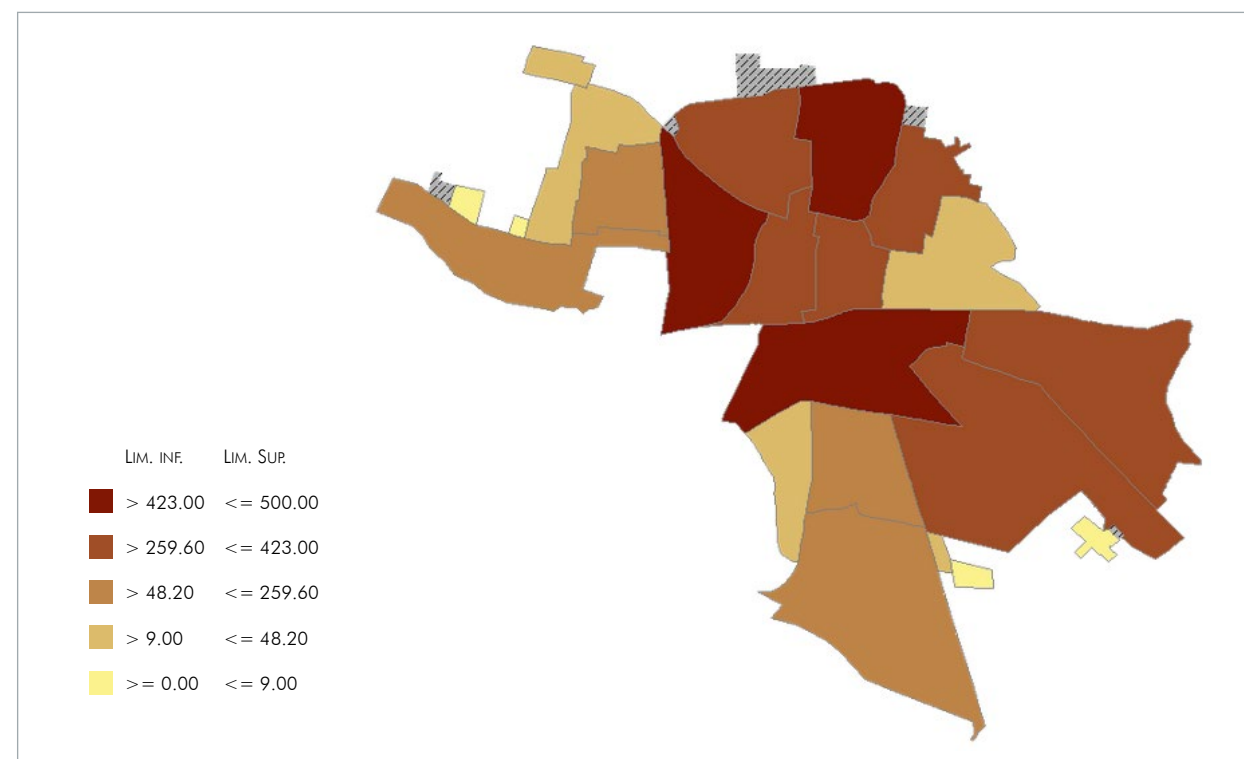 LIM. INF. LIM. SUP.
> 423.00 <= 500.00
> 259.60 <= 423.00
> 48.20 <= 259.60
> 9.00 <= 48.20
>= 0.00 <= 9.00